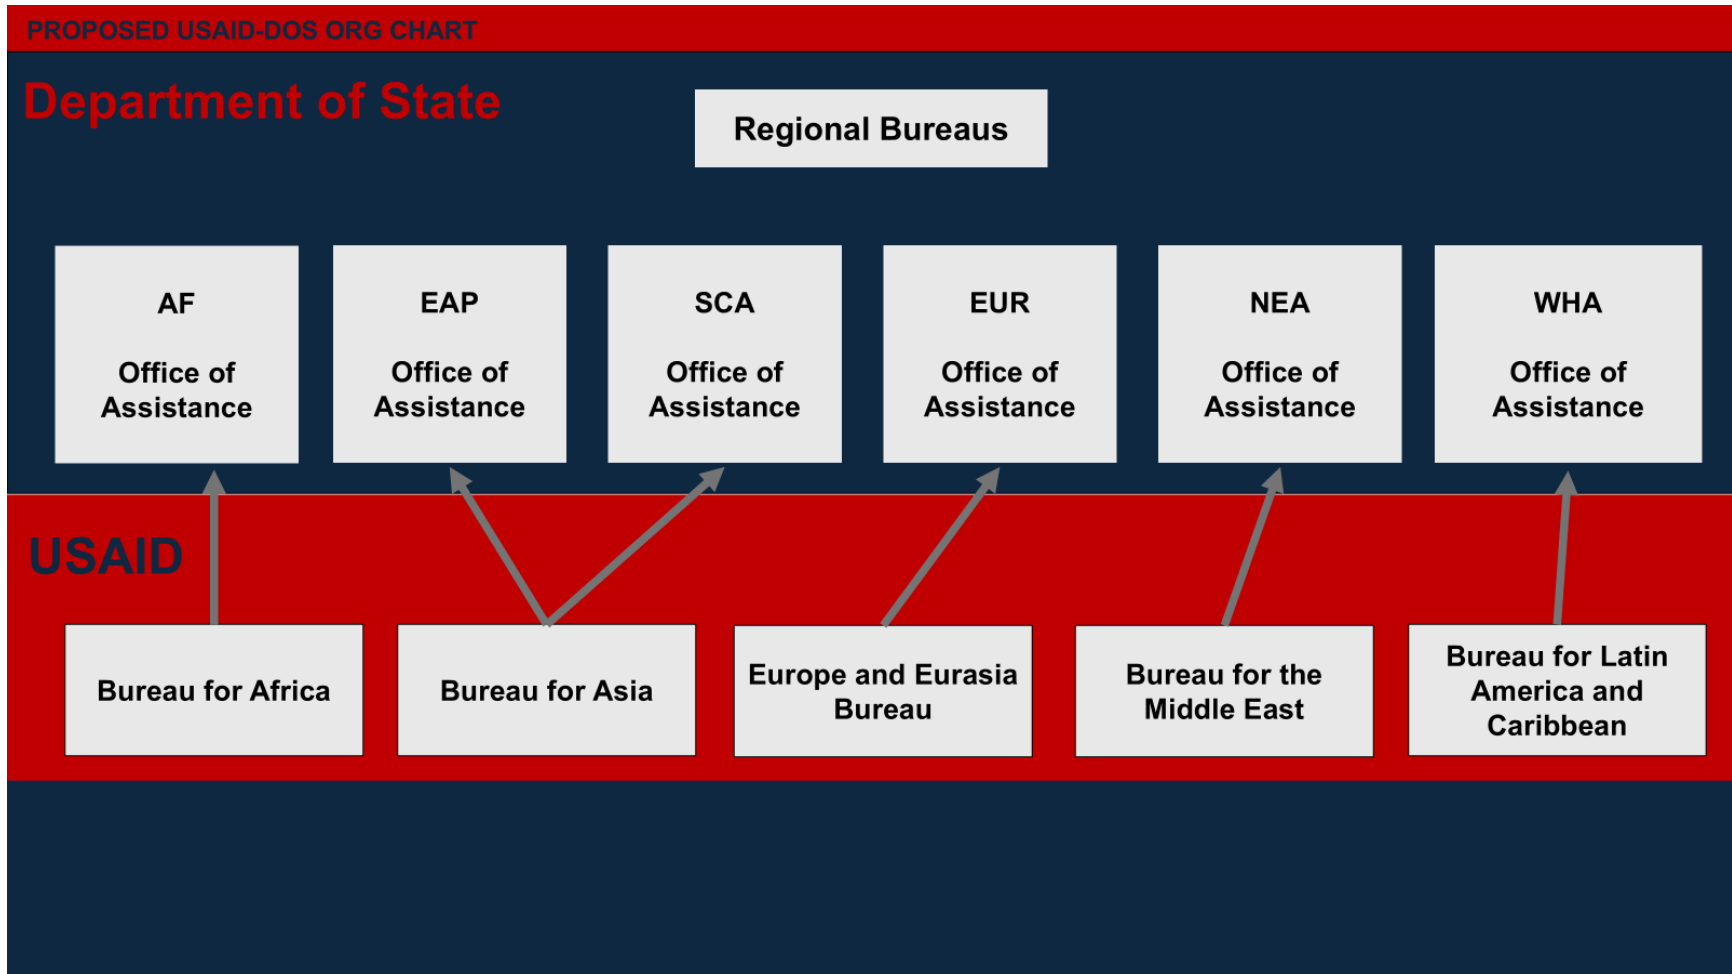 PROPOSED USAID-DOS ORG CHART
Department of State
Regional Bureaus
AF
Office of
Assistance
EAP
Office of
Assistance
SCA
Office of
Assistance
EUR
Office of
Assistance
NEA
Office of
Assistance
WHA
Office of
Assistance
USAID
Bureau for Africa
Bureau for Asia
Europe and Eurasia
Bureau
Bureau for the
Middle East
Bureau for Latin
America and
Caribbean